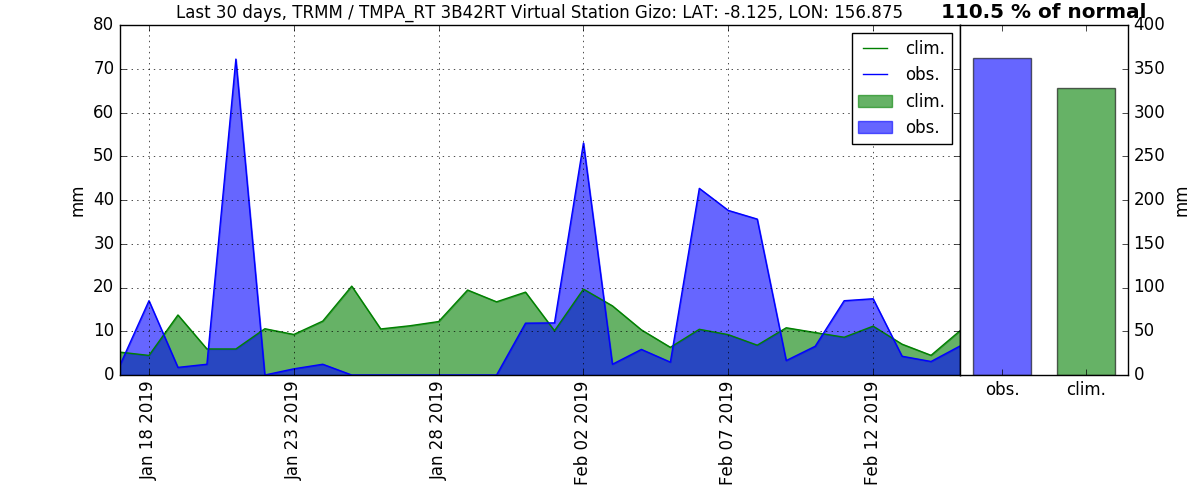 Last 30 days, TRMM / TMPA_RT 3B42RT Virtual Station Gizo: LAT: -8.125, LON: 156.875
110.5 % of normal
80
70
60
50
40
30
20
10
0
mm
clim.
obs.
clim.
obs.
Jan 18 2019
Jan 23 2019
Jan 28 2019
Feb 02 2019
Feb 07 2019
Feb 12 2019
400
350
300
250
200
150
100
50
0
mm
obs.
clim.